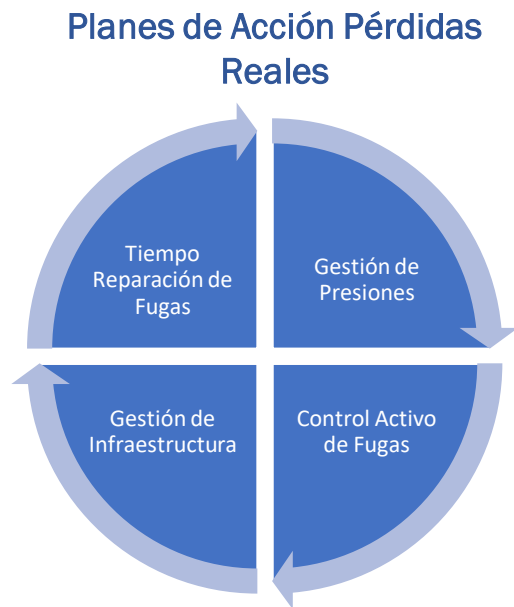 Planes de Acción Pérdidas
Reales
Tiempo
Reparación de
Fugas
Gestión de
Presiones
Gestión de
Infraestructura
Control Activo
de Fugas